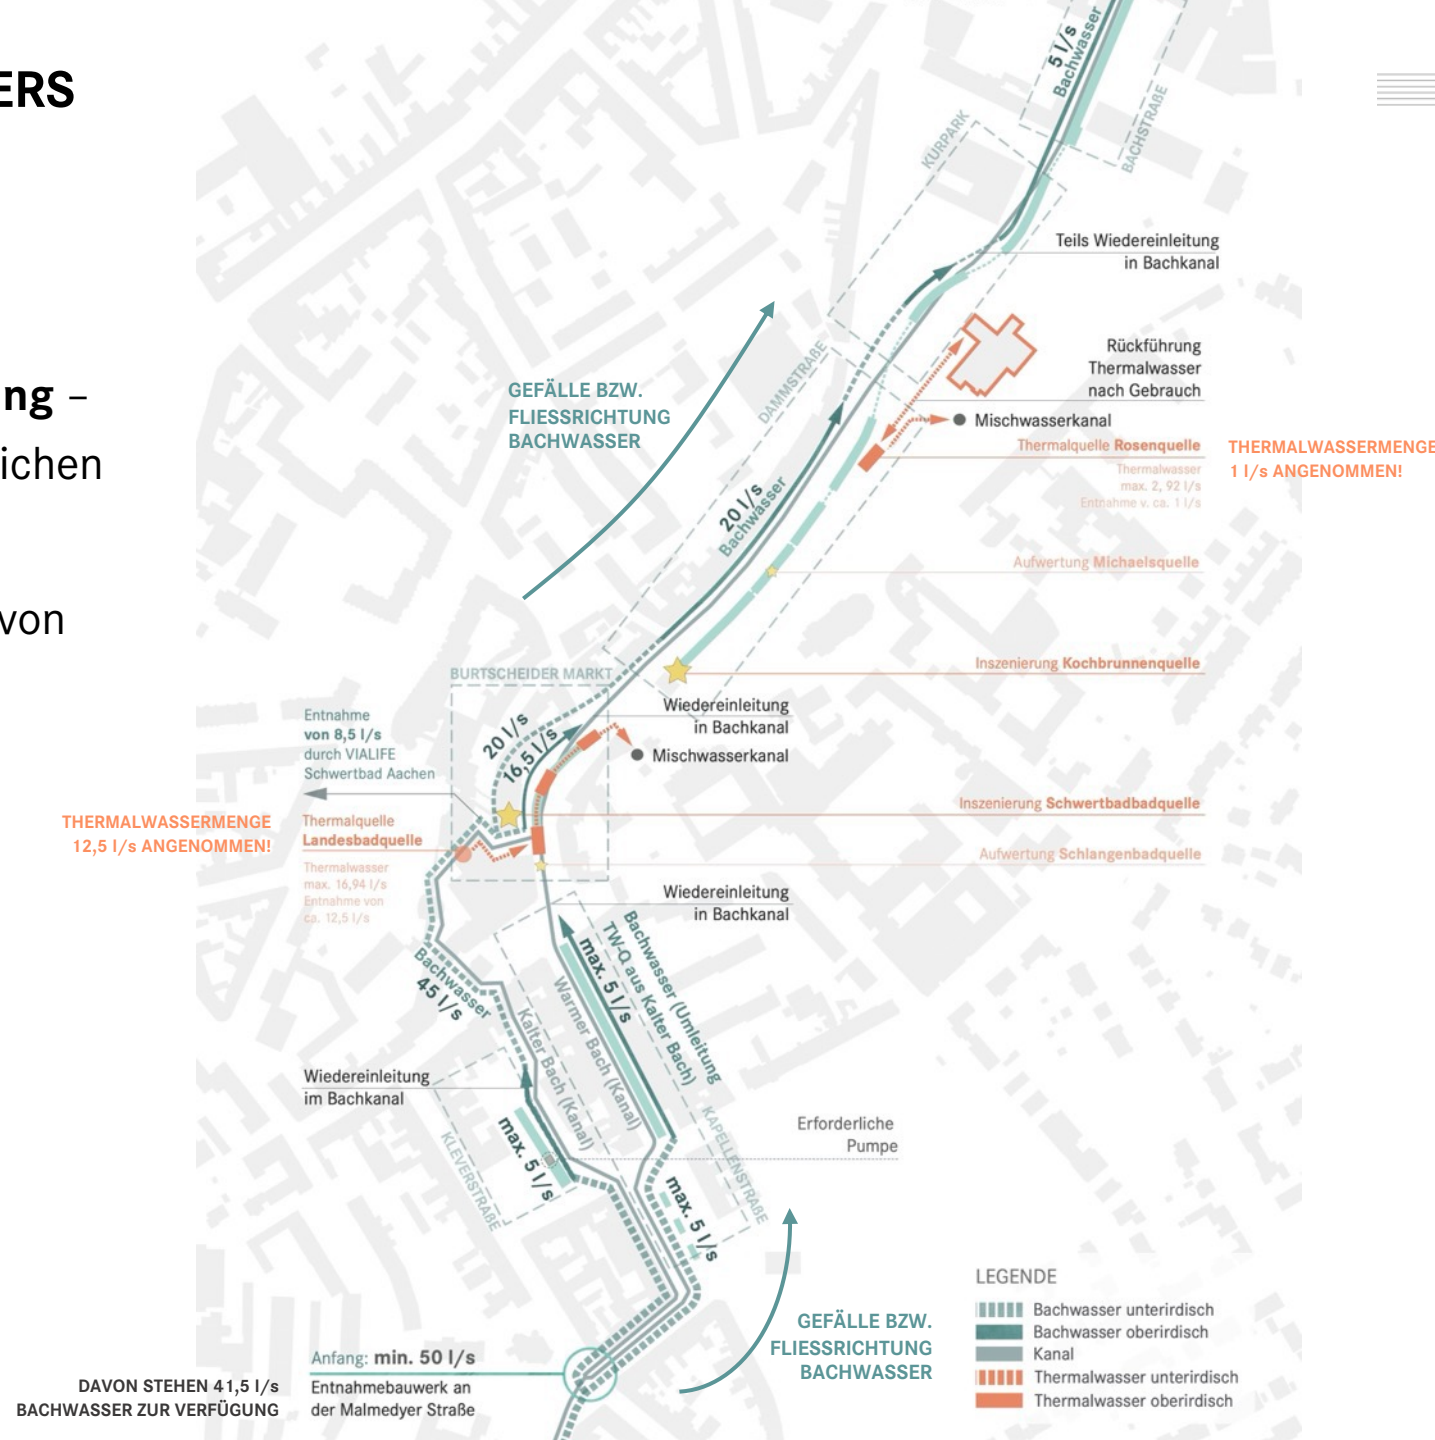 ERS
ng –
ichen
von
5 l/s
Bachwasser
KURPARK
BACHSTRAßE
Teils Wiedereinleitung
in Bachkanal
Rückführung
Thermalwasser
nach Gebrauch
Mischwasserkanal
Thermalquelle Rosenquelle
Thermalwasser
max. 2, 92 l/s
Entnahme v. ca. 1 l/s
THERMALWASSERMENGE
1 l/s ANGENOMMEN!
GEFÄLLE BZW.
FLIESSRICHTUNG
BACHWASSER
DAMMSTRAßE
20 l/s
Bachwasser
Aufwertung Michaelsquelle
Inszenierung Kochbrunnenquelle
BURTSCHEIDER MARKT
Wiedereinleitung
in Bachkanal
Mischwasserkanal
Entnahme
von 8,5 l/s
durch VIALIFE
Schwertbad Aachen
20 l/s
16,5 l/s
Inszenierung Schwertbadbadquelle
THERMALWASSERMENGE
12,5 l/s ANGENOMMEN!
Thermalquelle
Landesbadquelle
Thermalwasser
max. 16,94 l/s
Entnahme von
ca. 12,5 l/s
Aufwertung Schlangenbadquelle
Wiedereinleitung
in Bachkanal
Bachwasser
45 l/s
max. 5 l/s
Bachwasser (Umleitung
TW-Q aus Kalter Bach)
Warmer Bach (Kanal)
Kalter Bach (Kanal)
Wiedereinleitung
im Bachkanal
KLEVERSTRAßE
max. 5 l/s
KAPELLENSTRAßE
Erforderliche
Pumpe
max. 5 l/s
GEFÄLLE BZW.
FLIESSRICHTUNG
BACHWASSER
Anfang: min. 50 l/s
Entnahmebauwerk an
der Malmedyer Straße
DAVON STEHEN 41,5 l/s
BACHWASSER ZUR VERFÜGUNG
LEGENDE
Bachwasser unterirdisch
Bachwasser oberirdisch
Kanal
Thermalwasser unterirdisch
Thermalwasser oberirdisch